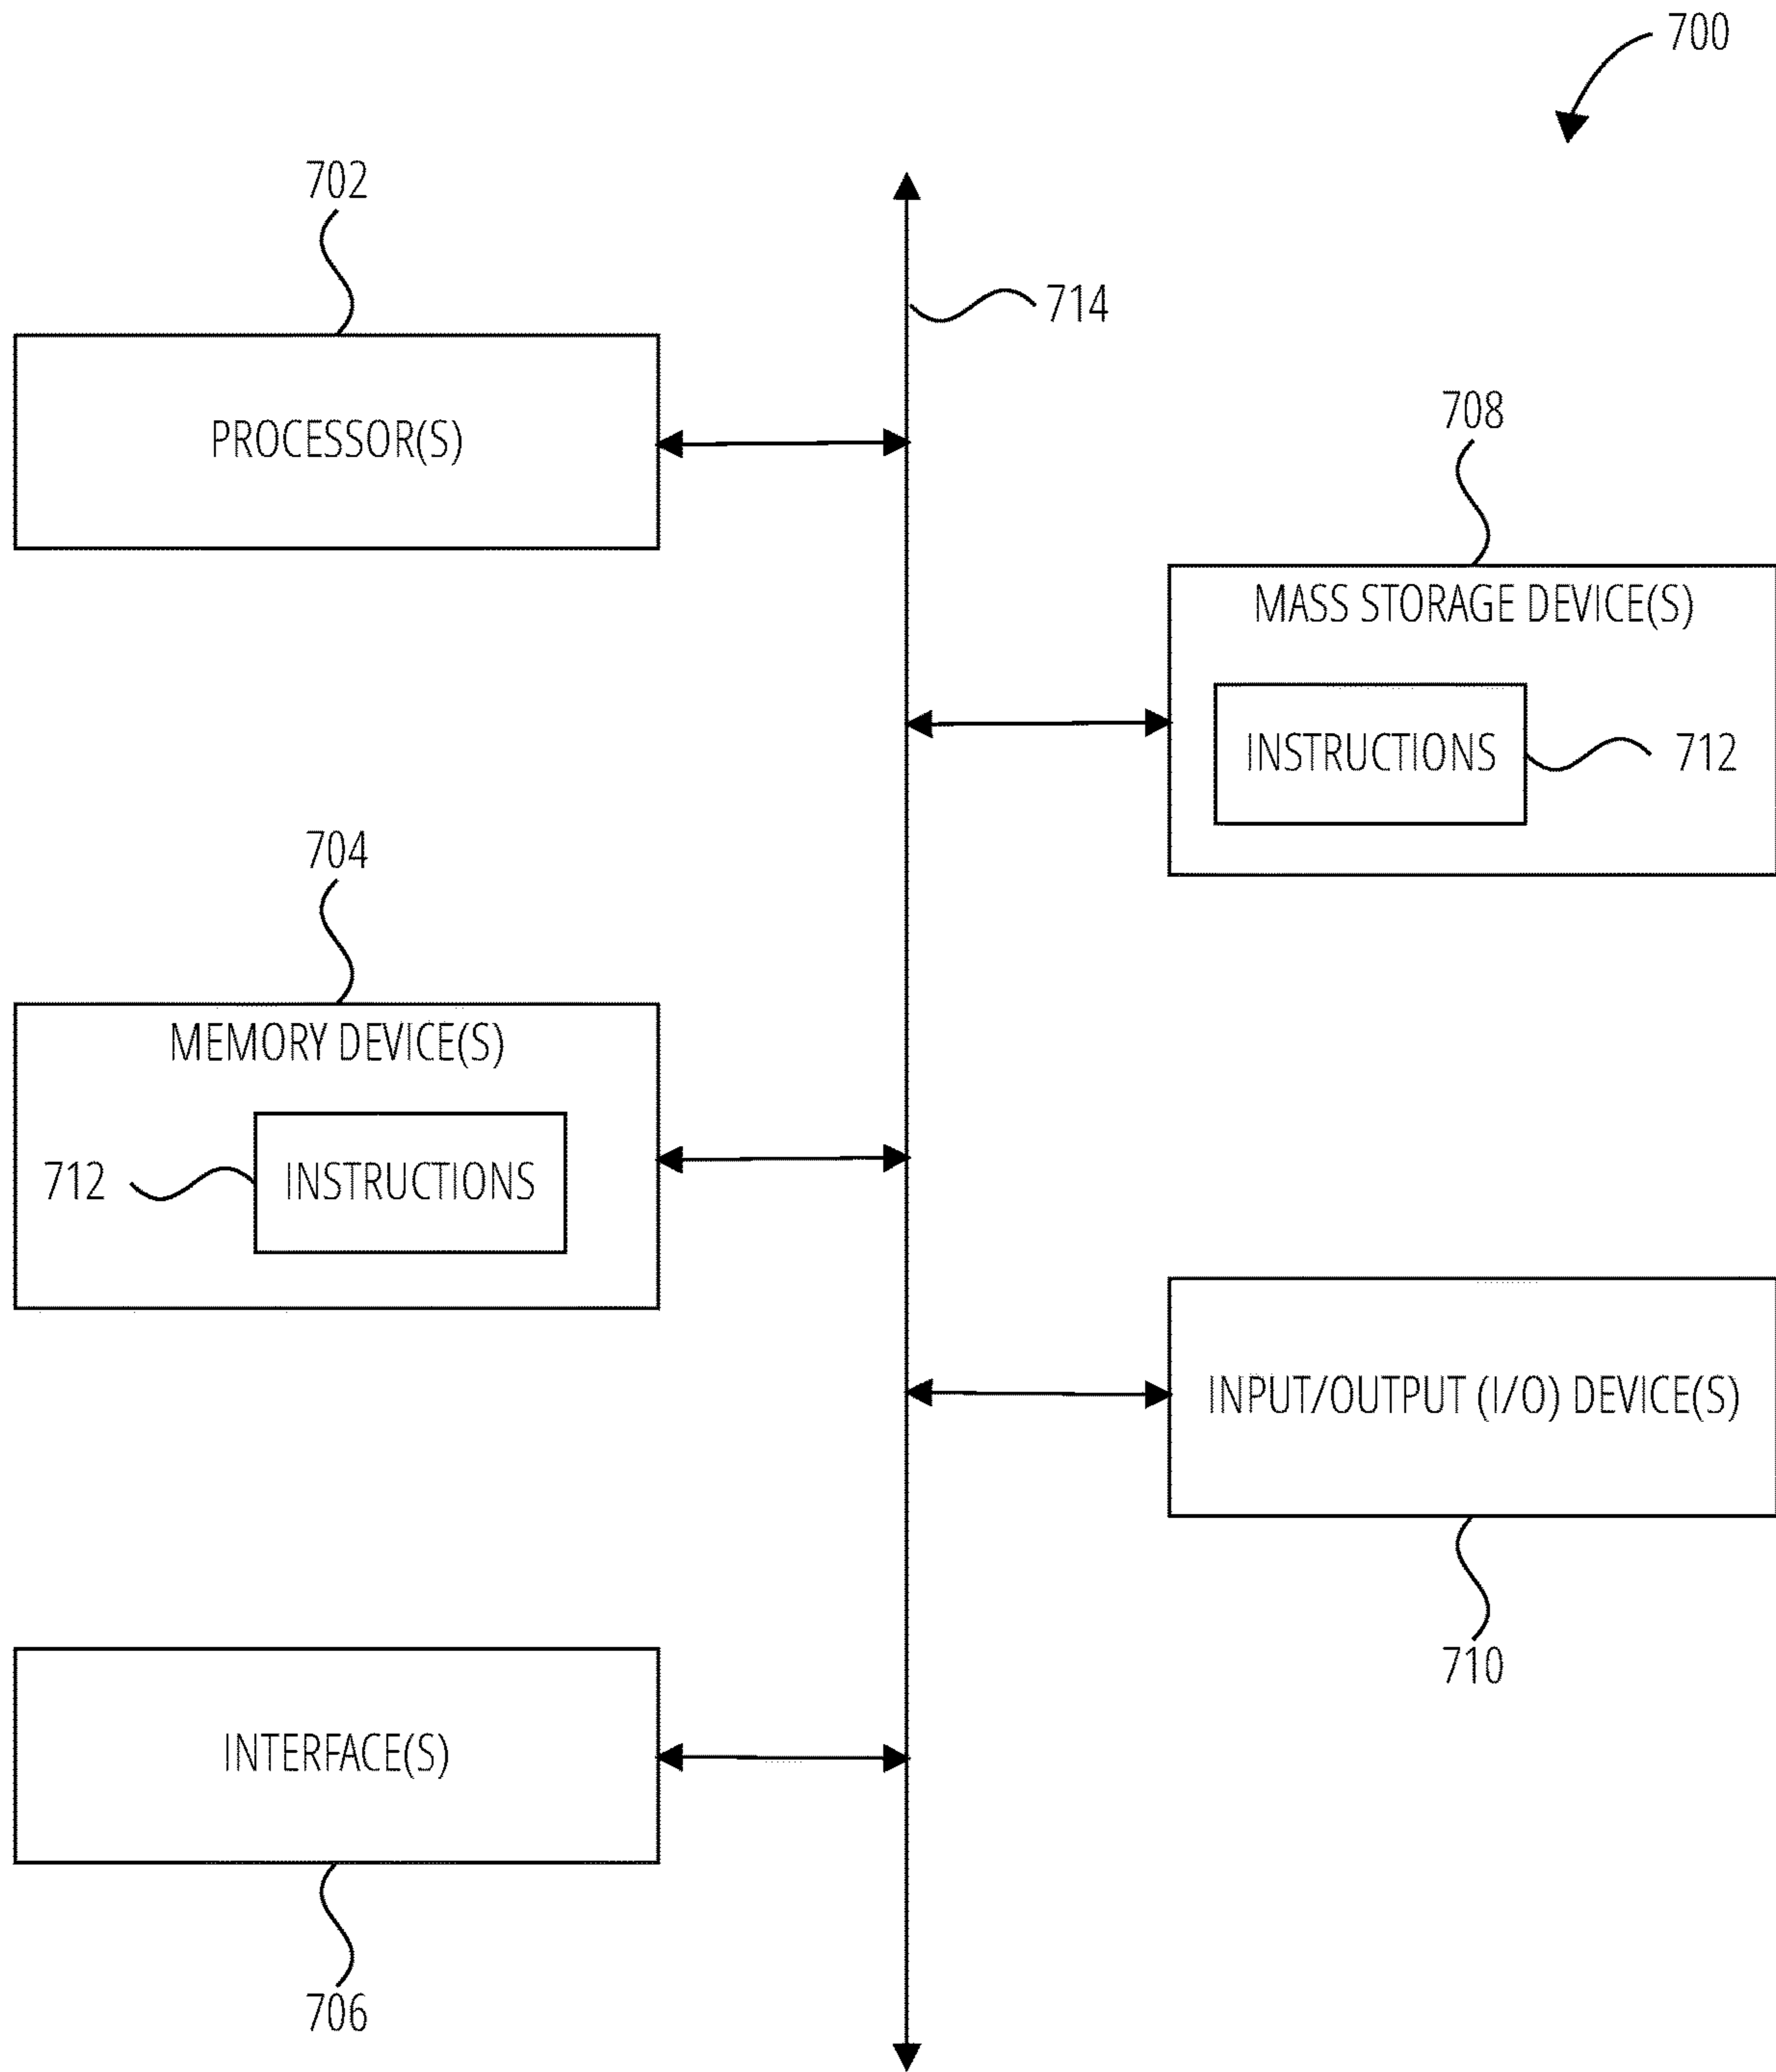 700
702
714
PROCESSOR(S)
708
MASS STORAGE DEVICE(S)
INSTRUCTIONS
712
704
MEMORY DEVICE(S)
712
INSTRUCTIONS
INPUT/OUTPUT (I/O) DEVICE(S)
710
INTERFACE(S)
706